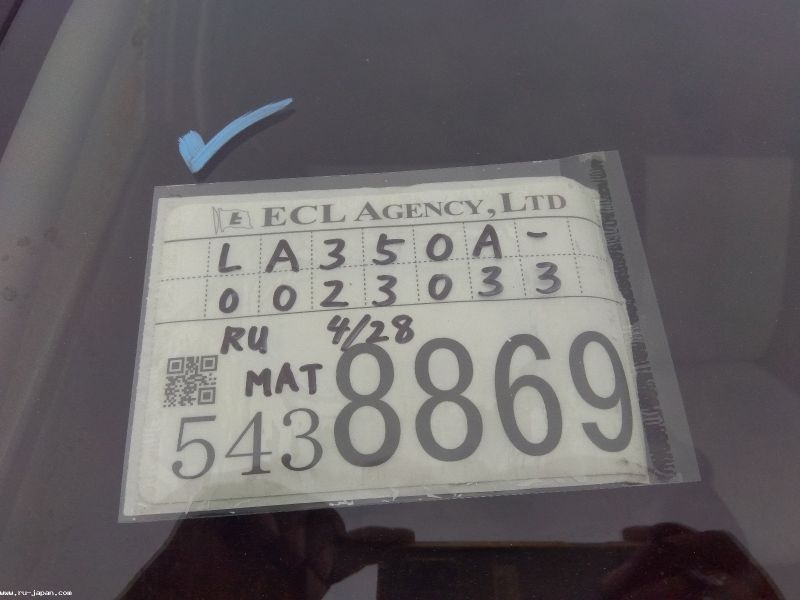 E ECL AGENCY, LTD
LA350A-
0023033
RU 4/28
MAT
5438869
www.ru-japan.com